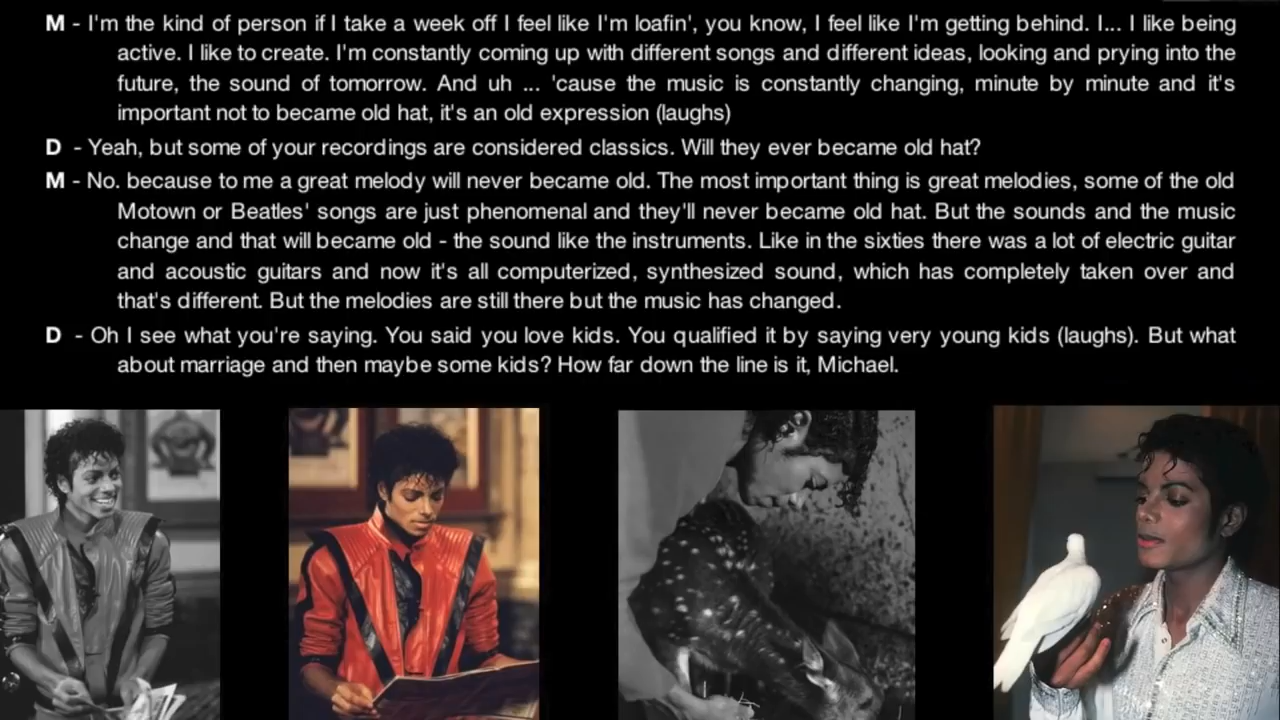 M - I'm the kind of person if I take a week off I feel like I'm loafin', you know, I feel like I'm getting behind. I... I like being
active. I like to create. I'm constantly coming up with different songs and different ideas, looking and prying into the
future, the sound of tomorrow. And uh ... 'cause the music is constantly changing, minute by minute and it's
important not to became old hat, it's an old expression (laughs)
D - Yeah, but some of your recordings are considered classics. Will they ever became old hat?
M - No. because to me a great melody will never became old. The most important thing is great melodies, some of the old
Motown or Beatles' songs are just phenomenal and they'll never became old hat. But the sounds and the music
change and that will became old - the sound like the instruments. Like in the sixties there was a lot of electric guitar
and acoustic guitars and now it's all computerized, synthesized sound, which has completely taken over and
that's different. But the melodies are still there but the music has changed.
D - Oh I see what you're saying. You said you love kids. You qualified it by saying very young kids (laughs). But what
about marriage and then maybe some kids? How far down the line is it, Michael.